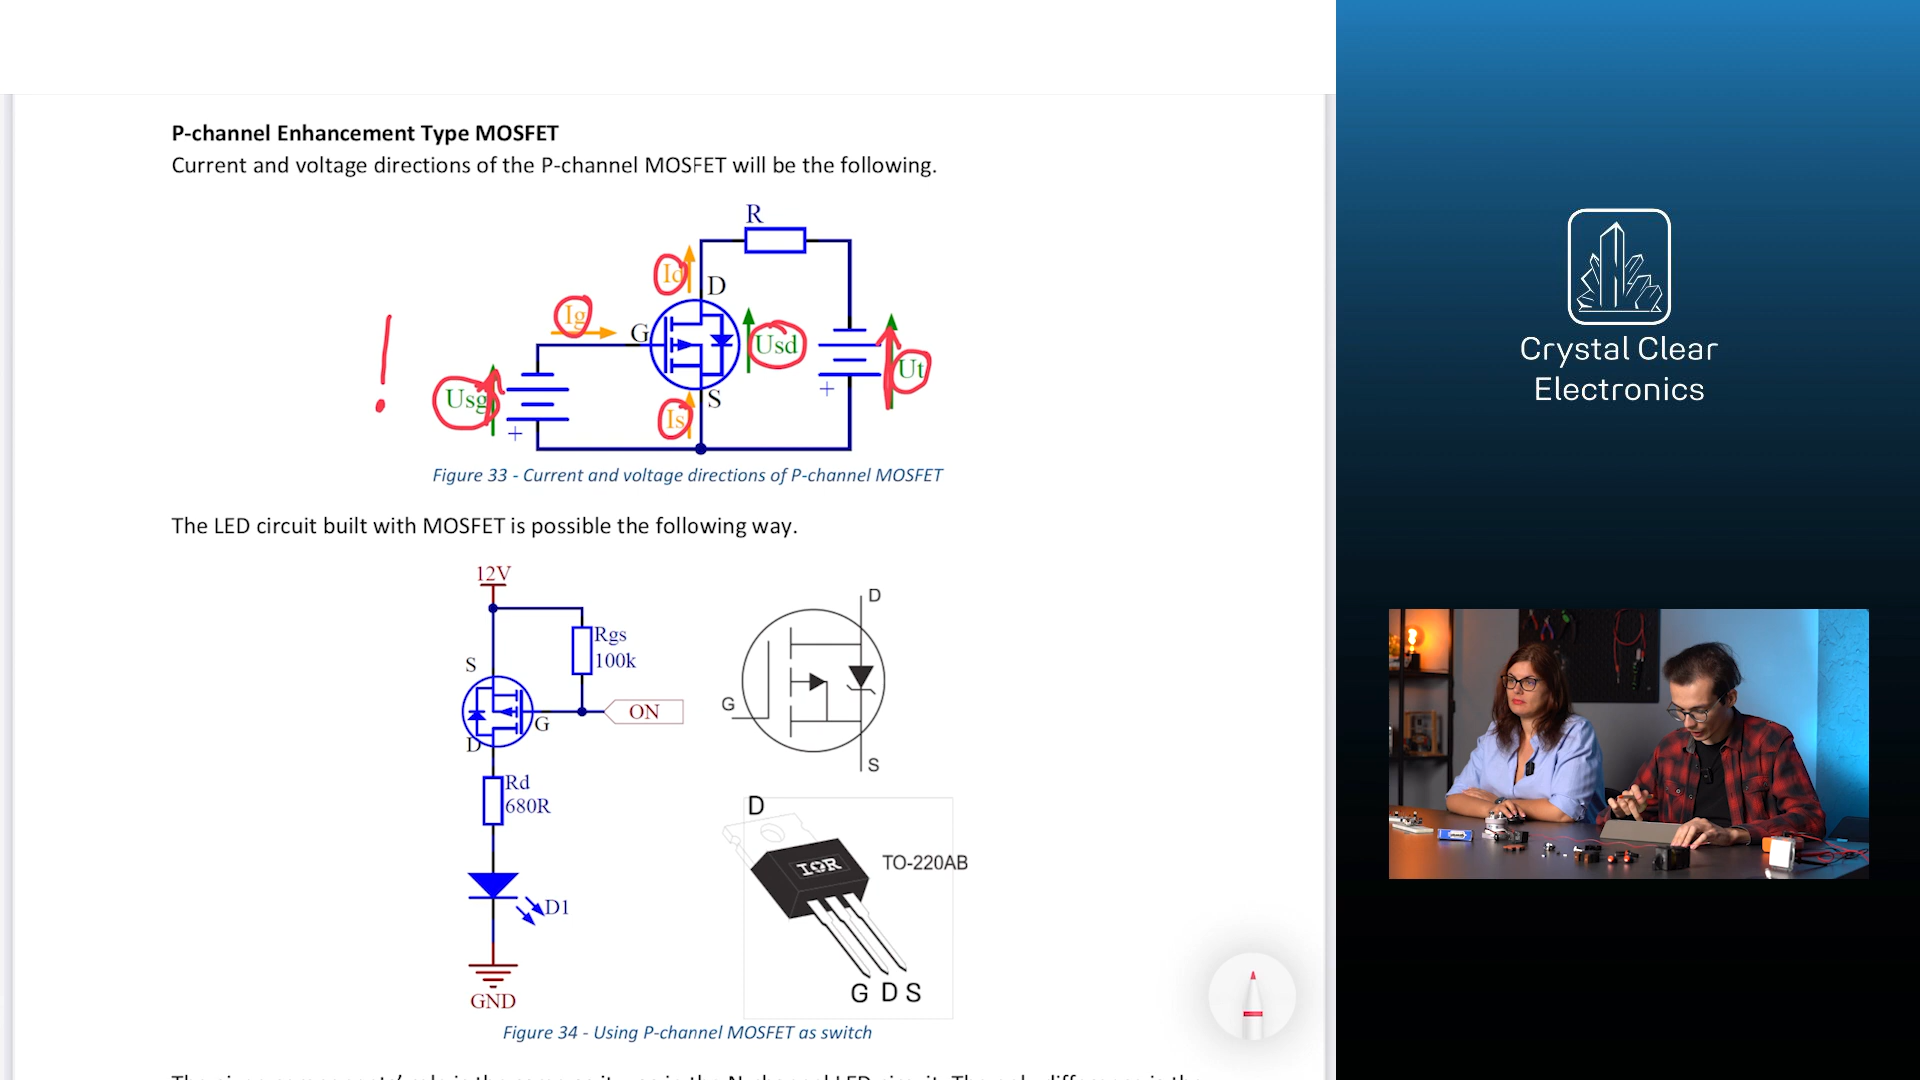 P-channel Enhancement Type MOSFET
Current and voltage directions of the P-channel MOSFET will be the following.
R
Id
D
Ig
G
Usd
Ut
Usg
Is
S
+
+
Figure 33 - Current and voltage directions of P-channel MOSFET
The LED circuit built with MOSFET is possible the following way.
12V
Rgs
100k
S
G
D
ON
Rd
680R
D1
GND
D
G
S
D
IOR
TO-220AB
G D S
Figure 34 - Using P-channel MOSFET as switch
Crystal Clear
Electronics